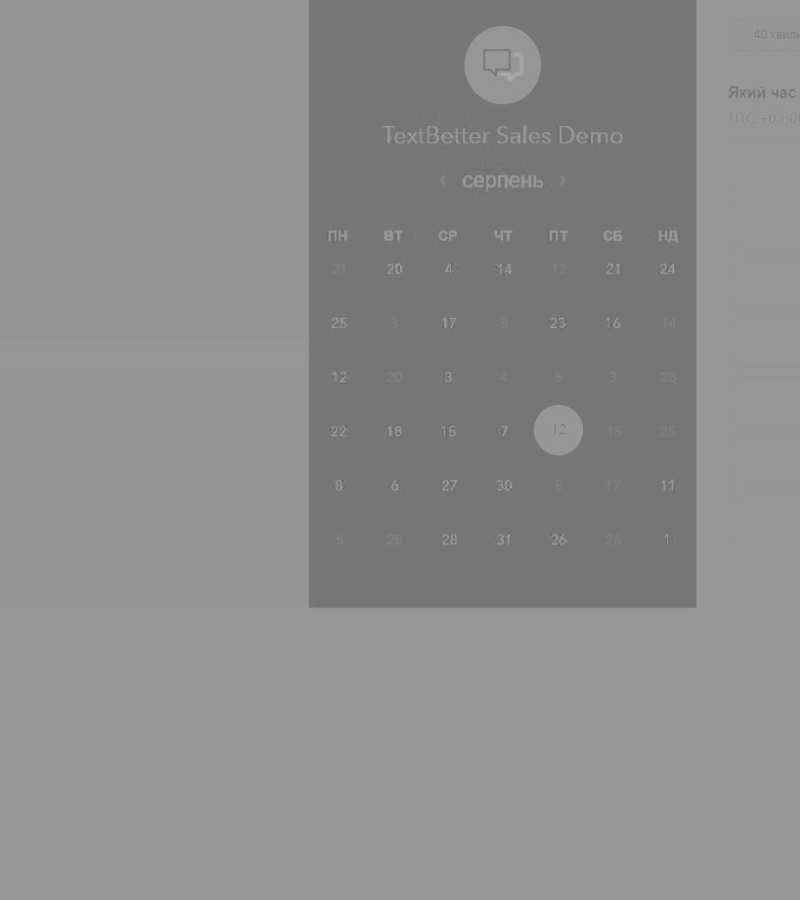 40 хвили
TextBetter Sales Demo
Який час
UTC +03:0
‹ серпень ›
ПН ВТ СР ЧТ ПТ СБ НД
21 20 4 14 12 21 24
25 3 17 5 23 16 14
12 20 3 4 5 3 28
22 18 15 7 12 15 25
8 6 27 30 5 17 11
5 28 28 31 26 26 1